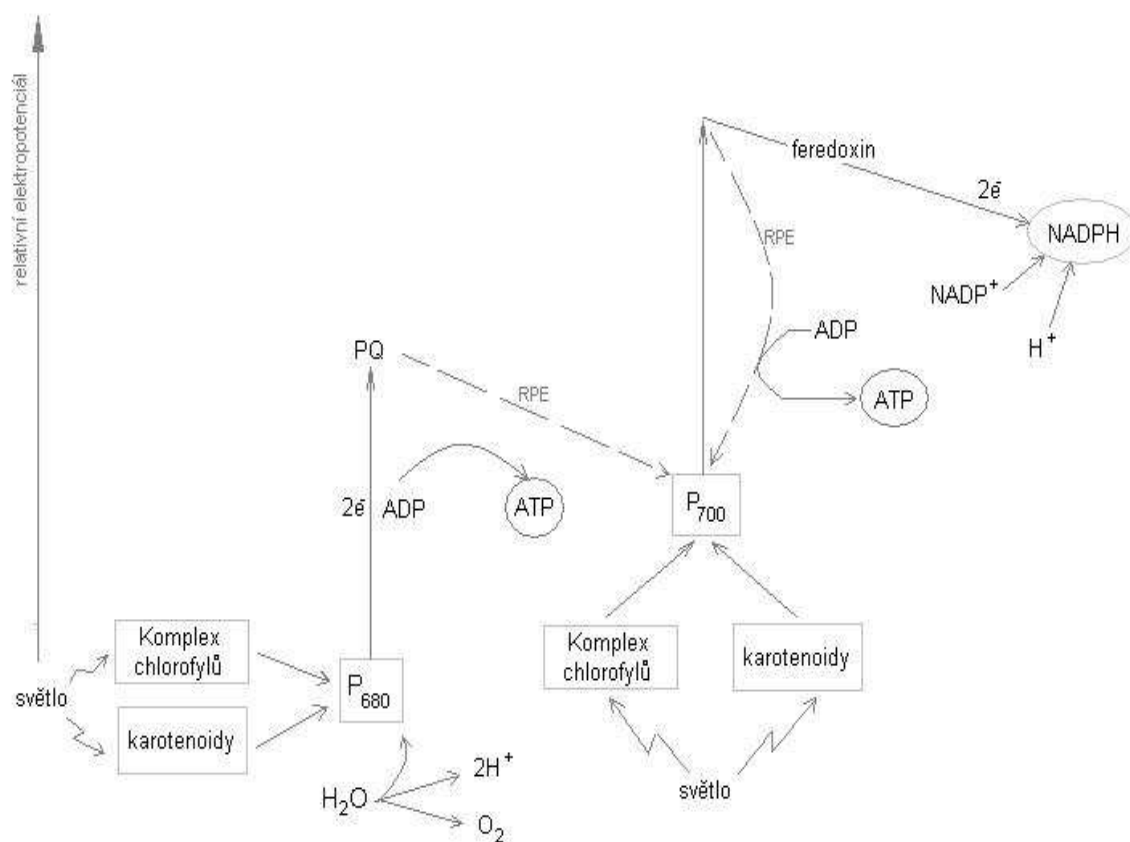 relativní elektropotenciál
feredoxin
2e⁻
NADPH
RPE
NADP⁺
H⁺
ADP
ATP
PQ
RPE
2e⁻
ADP
ATP
P₇₀₀
Komplex
chlorofylů
P₆₈₀
světlo
karotenoidy
Komplex
chlorofylů
karotenoidy
světlo
H₂O
2H⁺
O₂